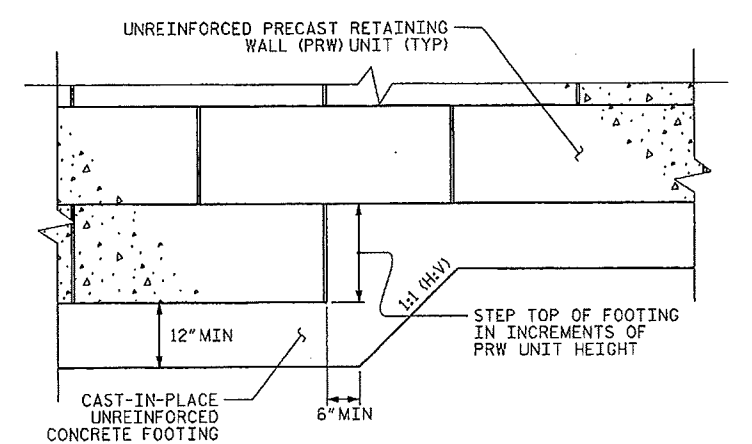 UNREINFORCED PRECAST RETAINING
WALL (PRW) UNIT (TYP)
1:1 (H:V)
12" MIN
STEP TOP OF FOOTING
IN INCREMENTS OF
PRW UNIT HEIGHT
CAST-IN-PLACE
UNREINFORCED
CONCRETE FOOTING
6" MIN